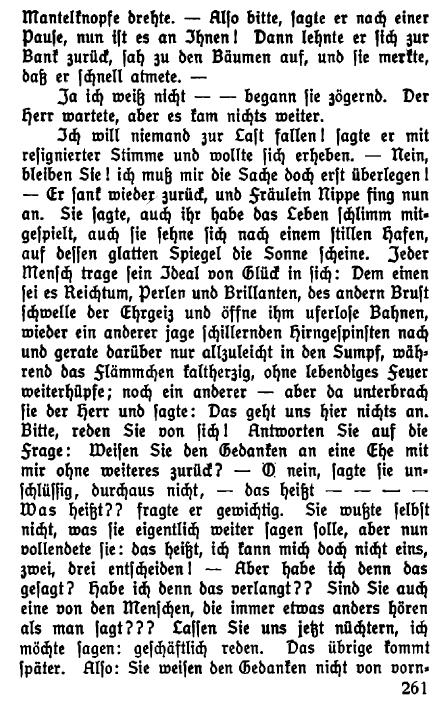 Mantelknopfe drehte. — Also bitte, sagte er nach einer
Pause, nun ist es an Ihnen! Dann lehnte er sich zur
Bank zurück, sah zu den Bäumen auf, und sie merkte,
daß er schnell atmete. —
Ja ich weiß nicht — — begann sie zögernd. Der
Herr wartete, aber es kam nichts weiter.
Ich will niemand zur Last fallen! sagte er mit
resignierter Stimme und wollte sich erheben. — Nein,
bleiben Sie! ich muß mir die Sache doch erst überlegen!
— Er sank wieder zurück, und Fräulein Nippe fing nun
an. Sie sagte, auch ihr habe das Leben schlimm mit-
gespielt, auch sie sehne sich nach einem stillen Hafen,
auf dessen glatten Spiegel die Sonne scheine. Jeder
Mensch trage sein Ideal von Glück in sich: Dem einen
sei es Reichtum, Perlen und Brillanten, des andern Brust
schwelle der Ehrgeiz und öffne ihm uferlose Bahnen,
wieder ein anderer jage schillernden Hirngespinsten nach
und gerate darüber nur allzuleicht in den Sumpf, wäh-
rend das Flämmchen kaltherzig, ohne lebendiges Feuer
weiterhüpfe; noch ein anderer — aber da unterbrach
sie der Herr und sagte: Das geht uns hier nichts an.
Bitte, reden Sie von sich! Antworten Sie auf die
Frage: Weisen Sie den Gedanken an eine Ehe mit
mir ohne weiteres zurück? — O nein, sagte sie un-
schlüssig, durchaus nicht, — das heißt — — — —
Was heißt?? fragte er gewichtig. Sie wußte selbst
nicht, was sie eigentlich weiter sagen solle, aber nun
vollendete sie: das heißt, ich kann mich doch nicht eins,
zwei, drei entscheiden! — Aber habe ich denn das
gesagt? Habe ich denn das verlangt?? Sind Sie auch
eine von den Menschen, die immer etwas anders hören
als man sagt??? Lassen Sie uns jetzt nüchtern, ich
möchte sagen: geschäftlich reden. Das übrige kommt
später. Also: Sie weisen den Gedanken nicht von vorn-
261